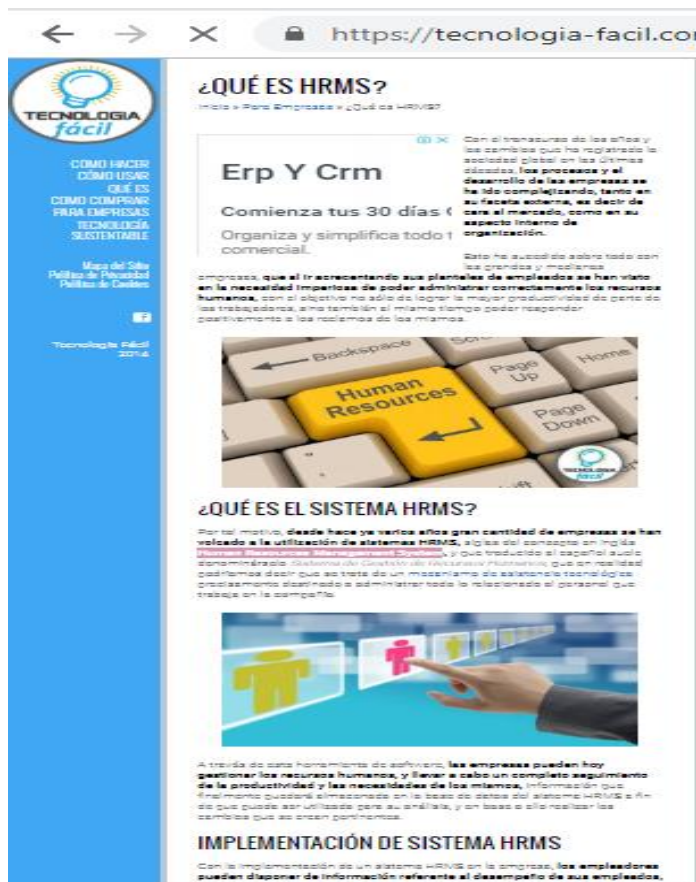 https://tecnologia-facil.co
TECNOLOGIA
fácil
COMO HACER
CÓMO USAR
QUÉ ES
COMO COMPRAR
PARA EMPRESAS
TECNOLOGÍA
SUSTENTABLE
Mapa del Sitio
Política de Privacidad
Política de Cookies
Tecnología Fácil
2014
¿QUÉ ES HRMS?
Inicio » Para Empresas » ¿Qué es HRMS?
Erp Y Crm
Comienza tus 30 días
Organiza y simplifica todo
comercial.
Con el transcurso de los años y
los cambios que ha registrado la
sociedad global en las últimas
décadas, los procesos y el
desarrollo de las empresas se
ha ido complejizando, tanto en
su faceta externa, es decir de
cara al mercado, como en su
aspecto interno de
organización.
Esto ha sucedido sobre todo con
las grandes y medianas
empresas, que al ir acrecentando sus planteles de empleados se han visto
en la necesidad imperiosa de poder administrar correctamente los recursos
humanos, con el objetivo no sólo de lograr la mayor productividad de parte de
los trabajadores, sino también al mismo tiempo poder responder
positivamente a los reclamos de los mismos.
Backspace
Human
Resources
Page
Up
Home
Page
Down
TECNOLOGIA
fácil
¿QUÉ ES EL SISTEMA HRMS?
Por tal motivo, desde hace ya varios años gran cantidad de empresas se han
volcado a la utilización de sistemas HRMS, siglas del concepto en inglés
Human Resources Management System, y que traducido al español suele
denominárselo Sistema de Gestión de Recursos Humanos, que en realidad
podríamos decir que se trata de un mecanismo de asistencia tecnológica
precisamente destinado a administrar todo lo relacionado al personal que
trabaja en la compañía.
A través de esta herramienta de software, las empresas pueden hoy
gestionar los recursos humanos, y llevar a cabo un completo seguimiento
de la productividad y las necesidades de los mismos, información que
finalmente quedará almacenada en la base de datos del sistema HRMS a fin
de que puede ser utilizada para su análisis, y en base a ello realizar los
cambios que se crean pertinentes.
IMPLEMENTACIÓN DE SISTEMA HRMS
Con la implementación de un sistema HRMS en la empresa, los empleadores
pueden disponer de información referente al desempeño de sus empleados,